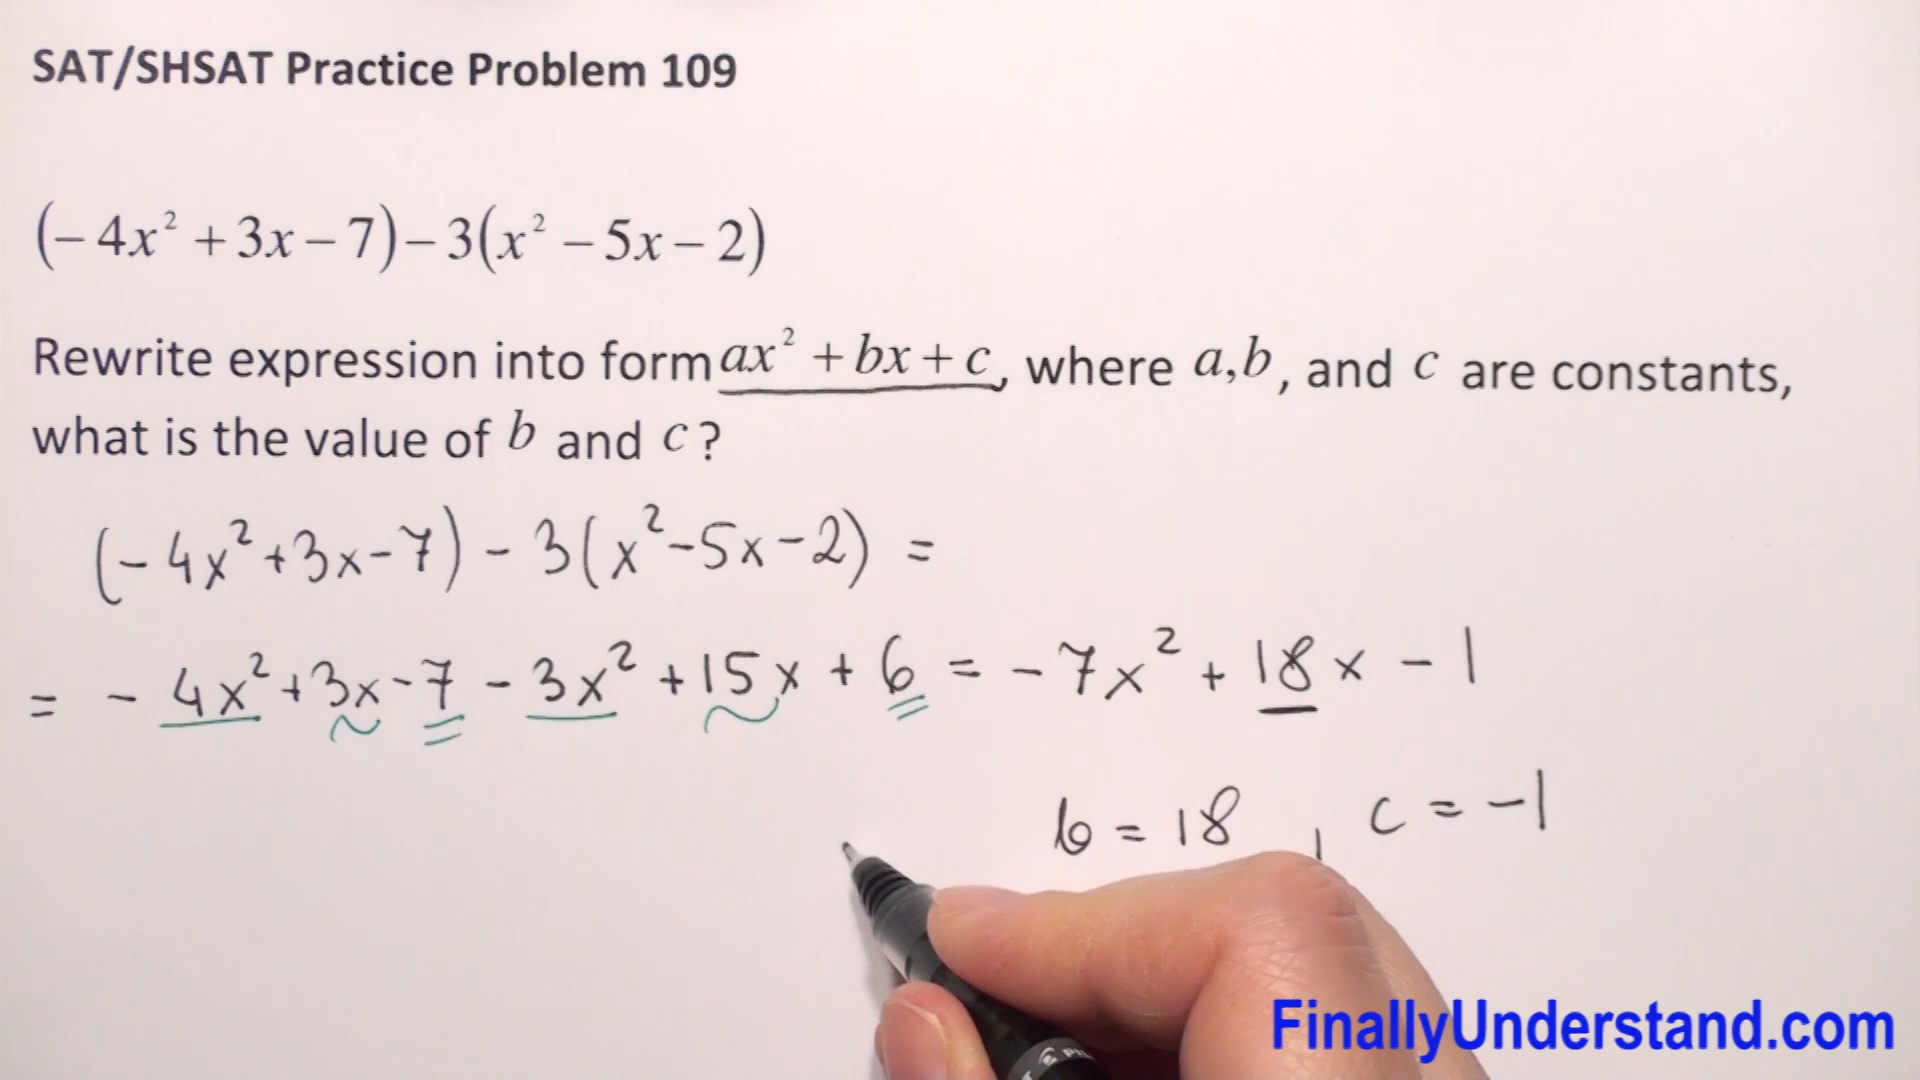 SAT/SHSAT Practice Problem 109
(-4x² + 3x - 7) - 3(x² - 5x - 2)
Rewrite expression into form ax² + bx + c, where a,b, and c are constants,
what is the value of b and c?
(-4x² + 3x - 7) - 3(x² - 5x - 2) =
= - 4x² + 3x - 7 - 3x² + 15x + 6 = - 7x² + 18x - 1
b = 18 , c = -1
FinallyUnderstand.com